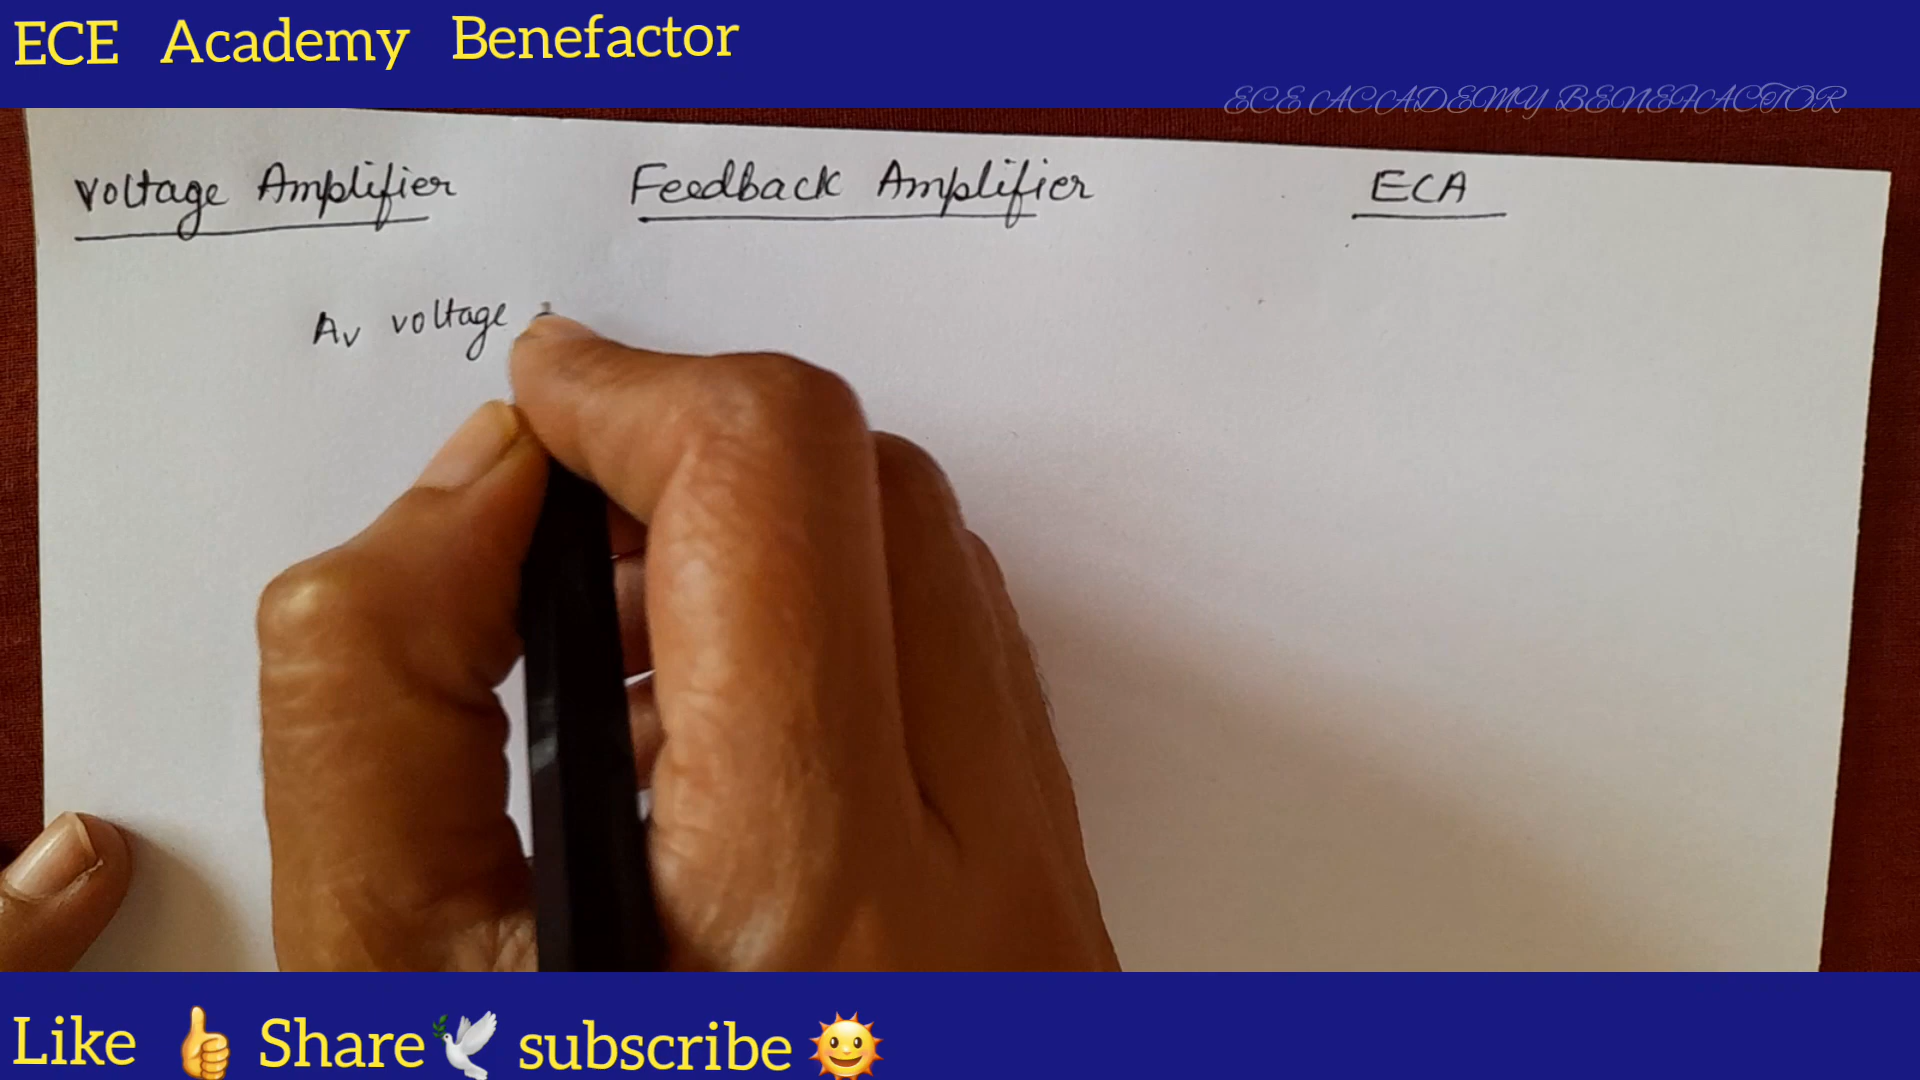 ECE Academy Benefactor
ECE ACCADEMY BENEFACTOR
Voltage Amplifier Feedback Amplifier ECA
Av voltage
Like 👍 Share🕊️ subscribe 🌞